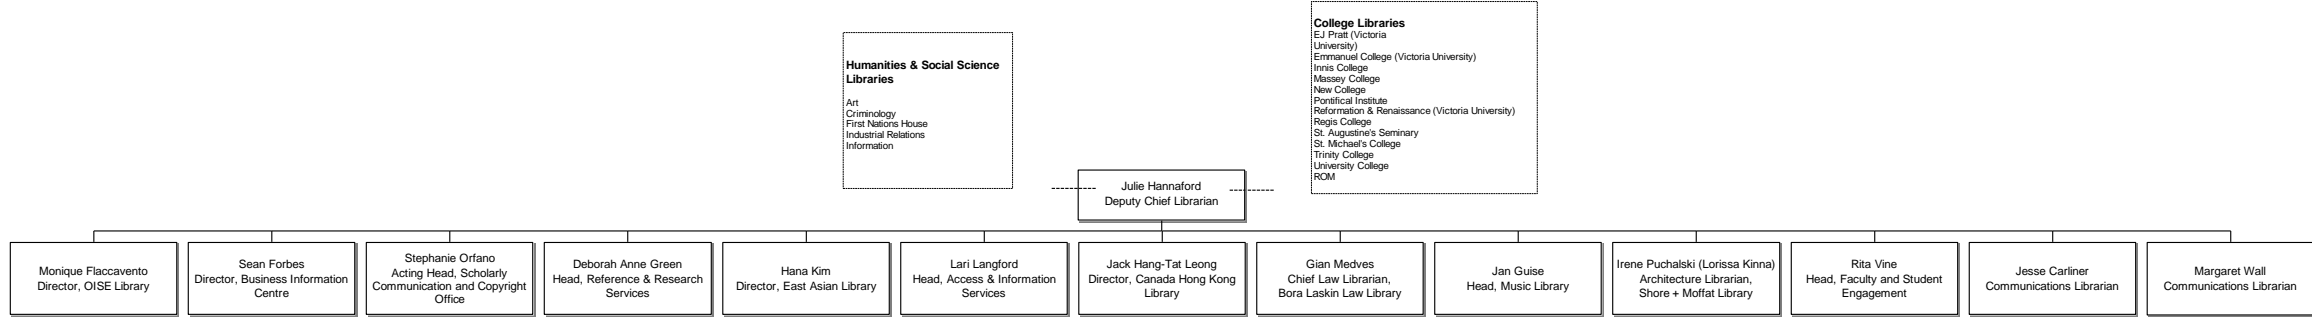 College Libraries
EJ Pratt (Victoria
University)
Emmanuel College (Victoria University)
Innis College
Massey College
New College
Pontifical Institute
Reformation & Renaissance (Victoria University)
Regis College
St. Augustine's Seminary
St. Michael's College
Trinity College
University College
ROM
Humanities & Social Science
Libraries
Art
Criminology
First Nations House
Industrial Relations
Information
Julie Hannaford
Deputy Chief Librarian
Monique Flaccavento
Director, OISE Library
Sean Forbes
Director, Business Information
Centre
Stephanie Orfano
Acting Head, Scholarly
Communication and Copyright
Office
Deborah Anne Green
Head, Reference & Research
Services
Hana Kim
Director, East Asian Library
Lari Langford
Head, Access & Information
Services
Jack Hang-Tat Leong
Director, Canada Hong Kong
Library
Gian Medves
Chief Law Librarian,
Bora Laskin Law Library
Jan Guise
Head, Music Library
Irene Puchalski (Lorissa Kinna)
Architecture Librarian,
Shore + Moffat Library
Rita Vine
Head, Faculty and Student
Engagement
Jesse Carliner
Communications Librarian
Margaret Wall
Communications Librarian